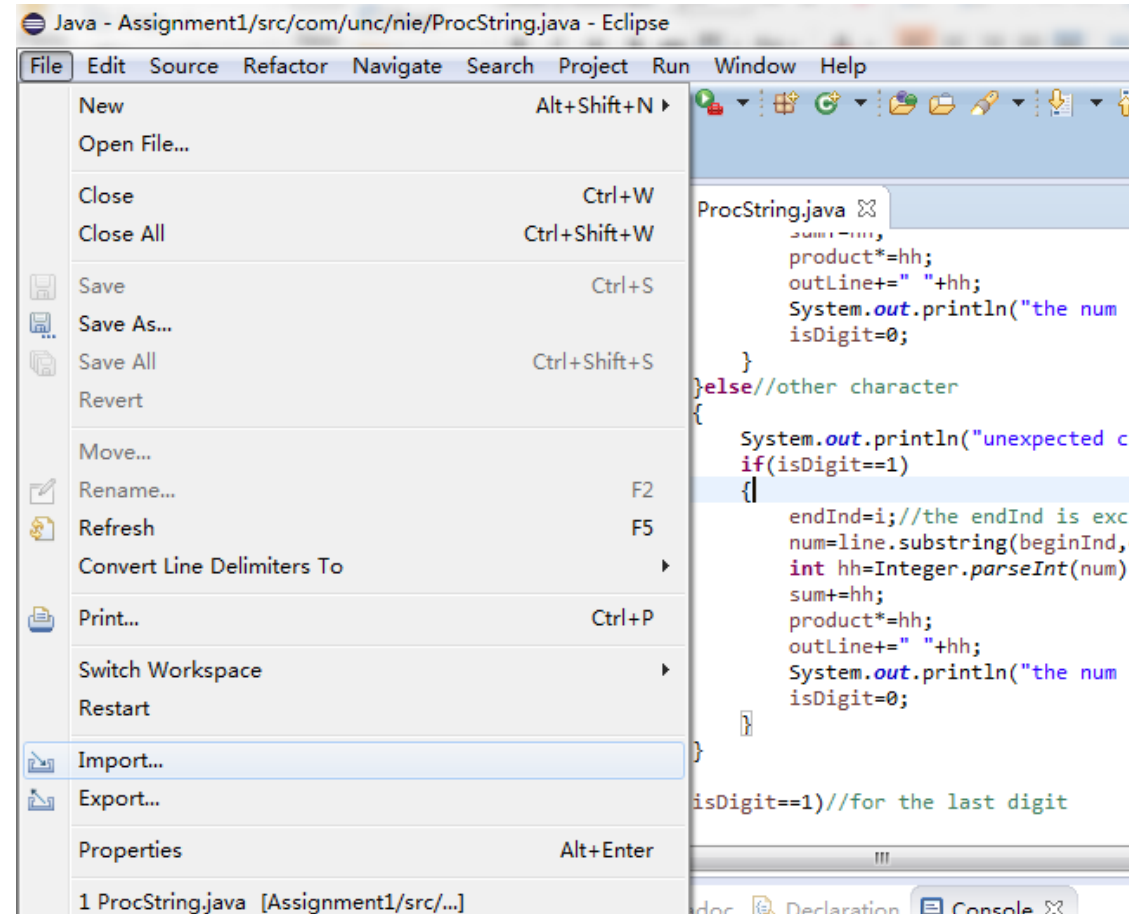 Java - Assignment1/src/com/unc/nie/ProcString.java - Eclipse
File Edit Source Refactor Navigate Search Project Run Window Help
New Alt+Shift+N
Open File...
Close Ctrl+W
Close All Ctrl+Shift+W
Save Ctrl+S
Save As...
Save All Ctrl+Shift+S
Revert
Move...
Rename... F2
Refresh F5
Convert Line Delimiters To
Print... Ctrl+P
Switch Workspace
Restart
Import...
Export...
Properties Alt+Enter
1 ProcString.java [Assignment1/src/...]
ProcString.java
product*=hh;
outLine+=" "+hh;
System.out.println("the num
isDigit=0;
}
}else//other character
{
System.out.println("unexpected c
if(isDigit==1)
{
endInd=i;//the endInd is exc
num=line.substring(beginInd,
int hh=Integer.parseInt(num)
sum+=hh;
product*=hh;
outLine+=" "+hh;
System.out.println("the num
isDigit=0;
}
}
isDigit==1)//for the last digit
doc Declaration Console